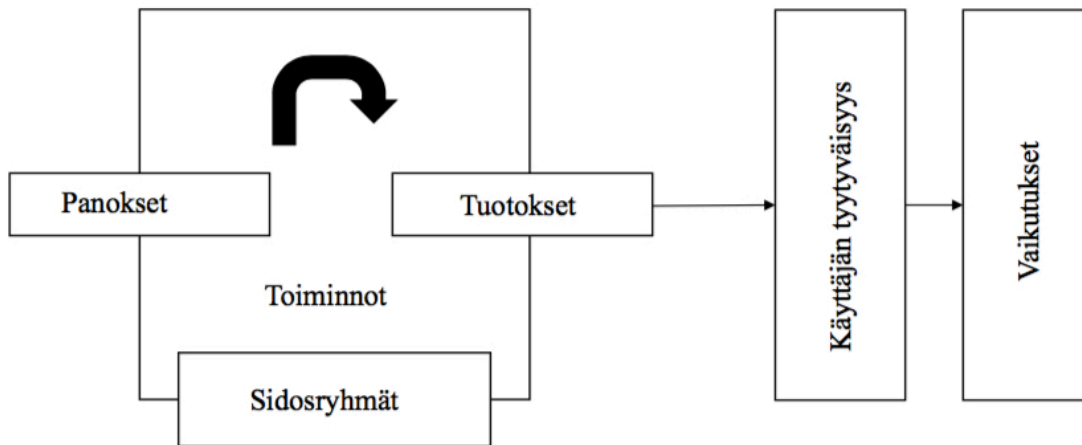 Panokset
Tuotokset
Toiminnot
Sidosryhmät
Käyttäjän tyytyväisyys
Vaikutukset